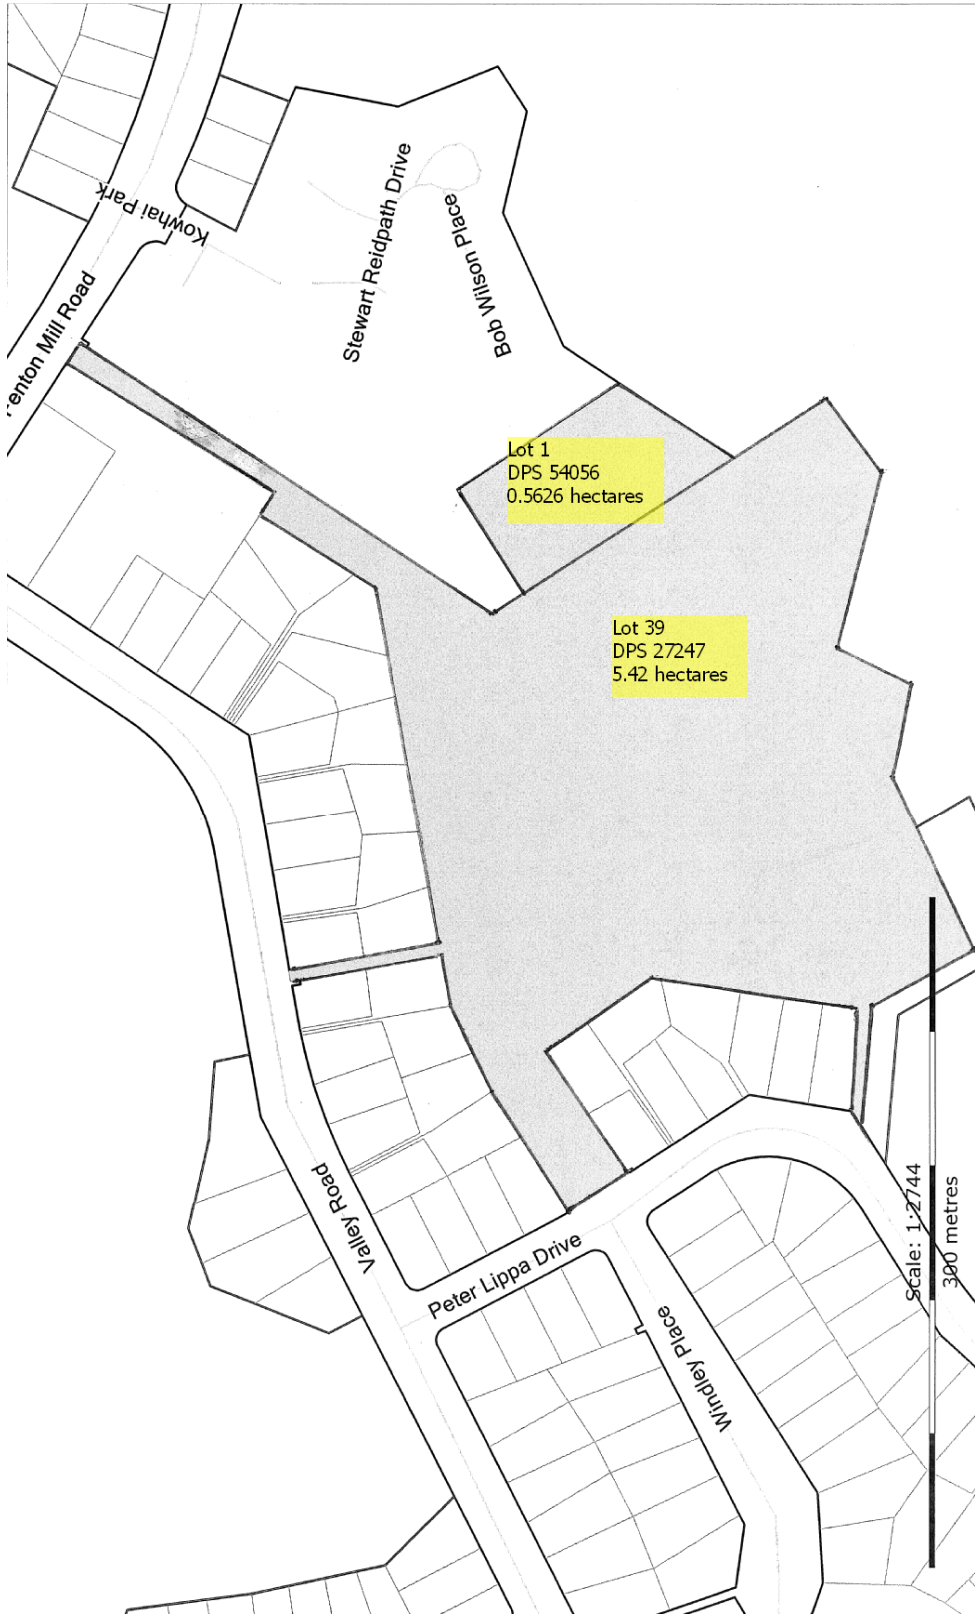 Kowhai Park
Stewart Reidpath Drive
Bob Wilson Place
enton Mill Road
Lot 1
DPS 54056
0.5626 hectares
Lot 39
DPS 27247
5.42 hectares
Valley Road
Peter Lippa Drive
Windley Place
Scale: 1:2744
300 metres